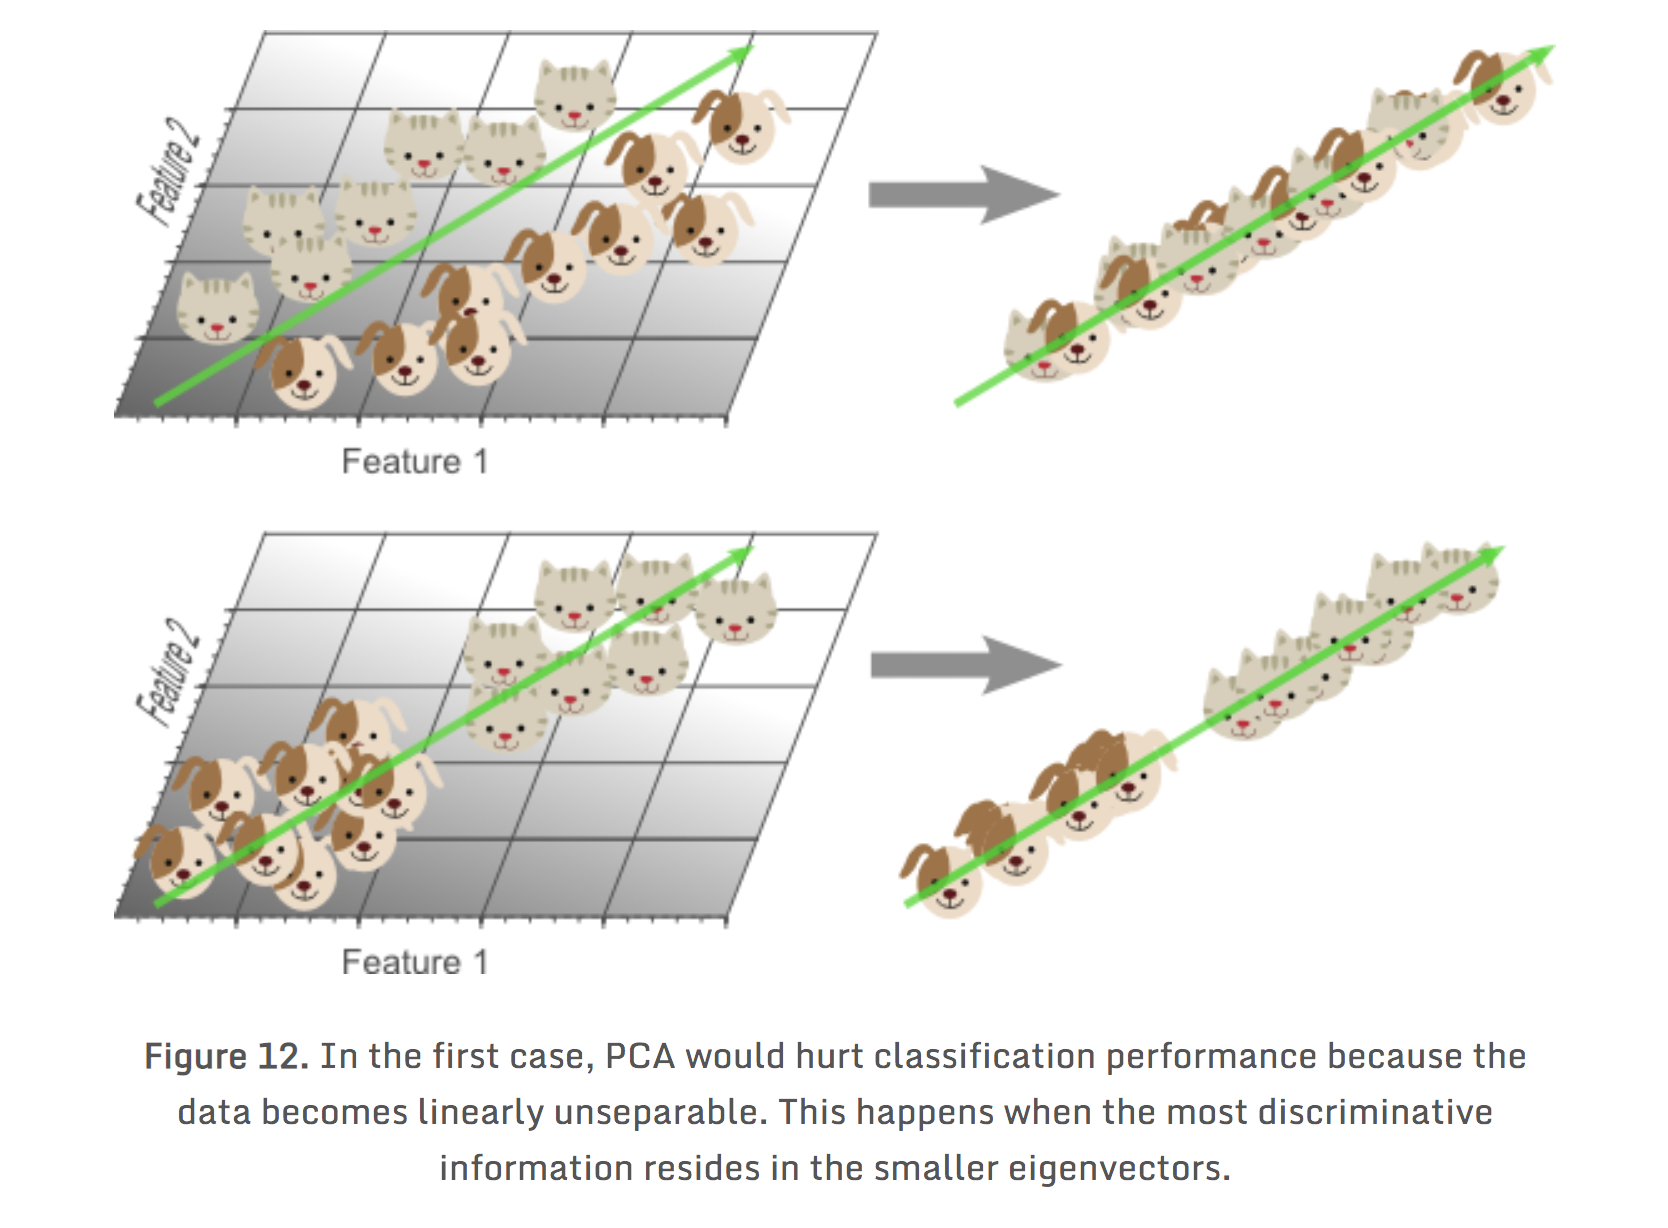 Feature 2
Feature 1
Feature 2
Feature 1
Figure 12. In the first case, PCA would hurt classification performance because the
data becomes linearly unseparable. This happens when the most discriminative
information resides in the smaller eigenvectors.